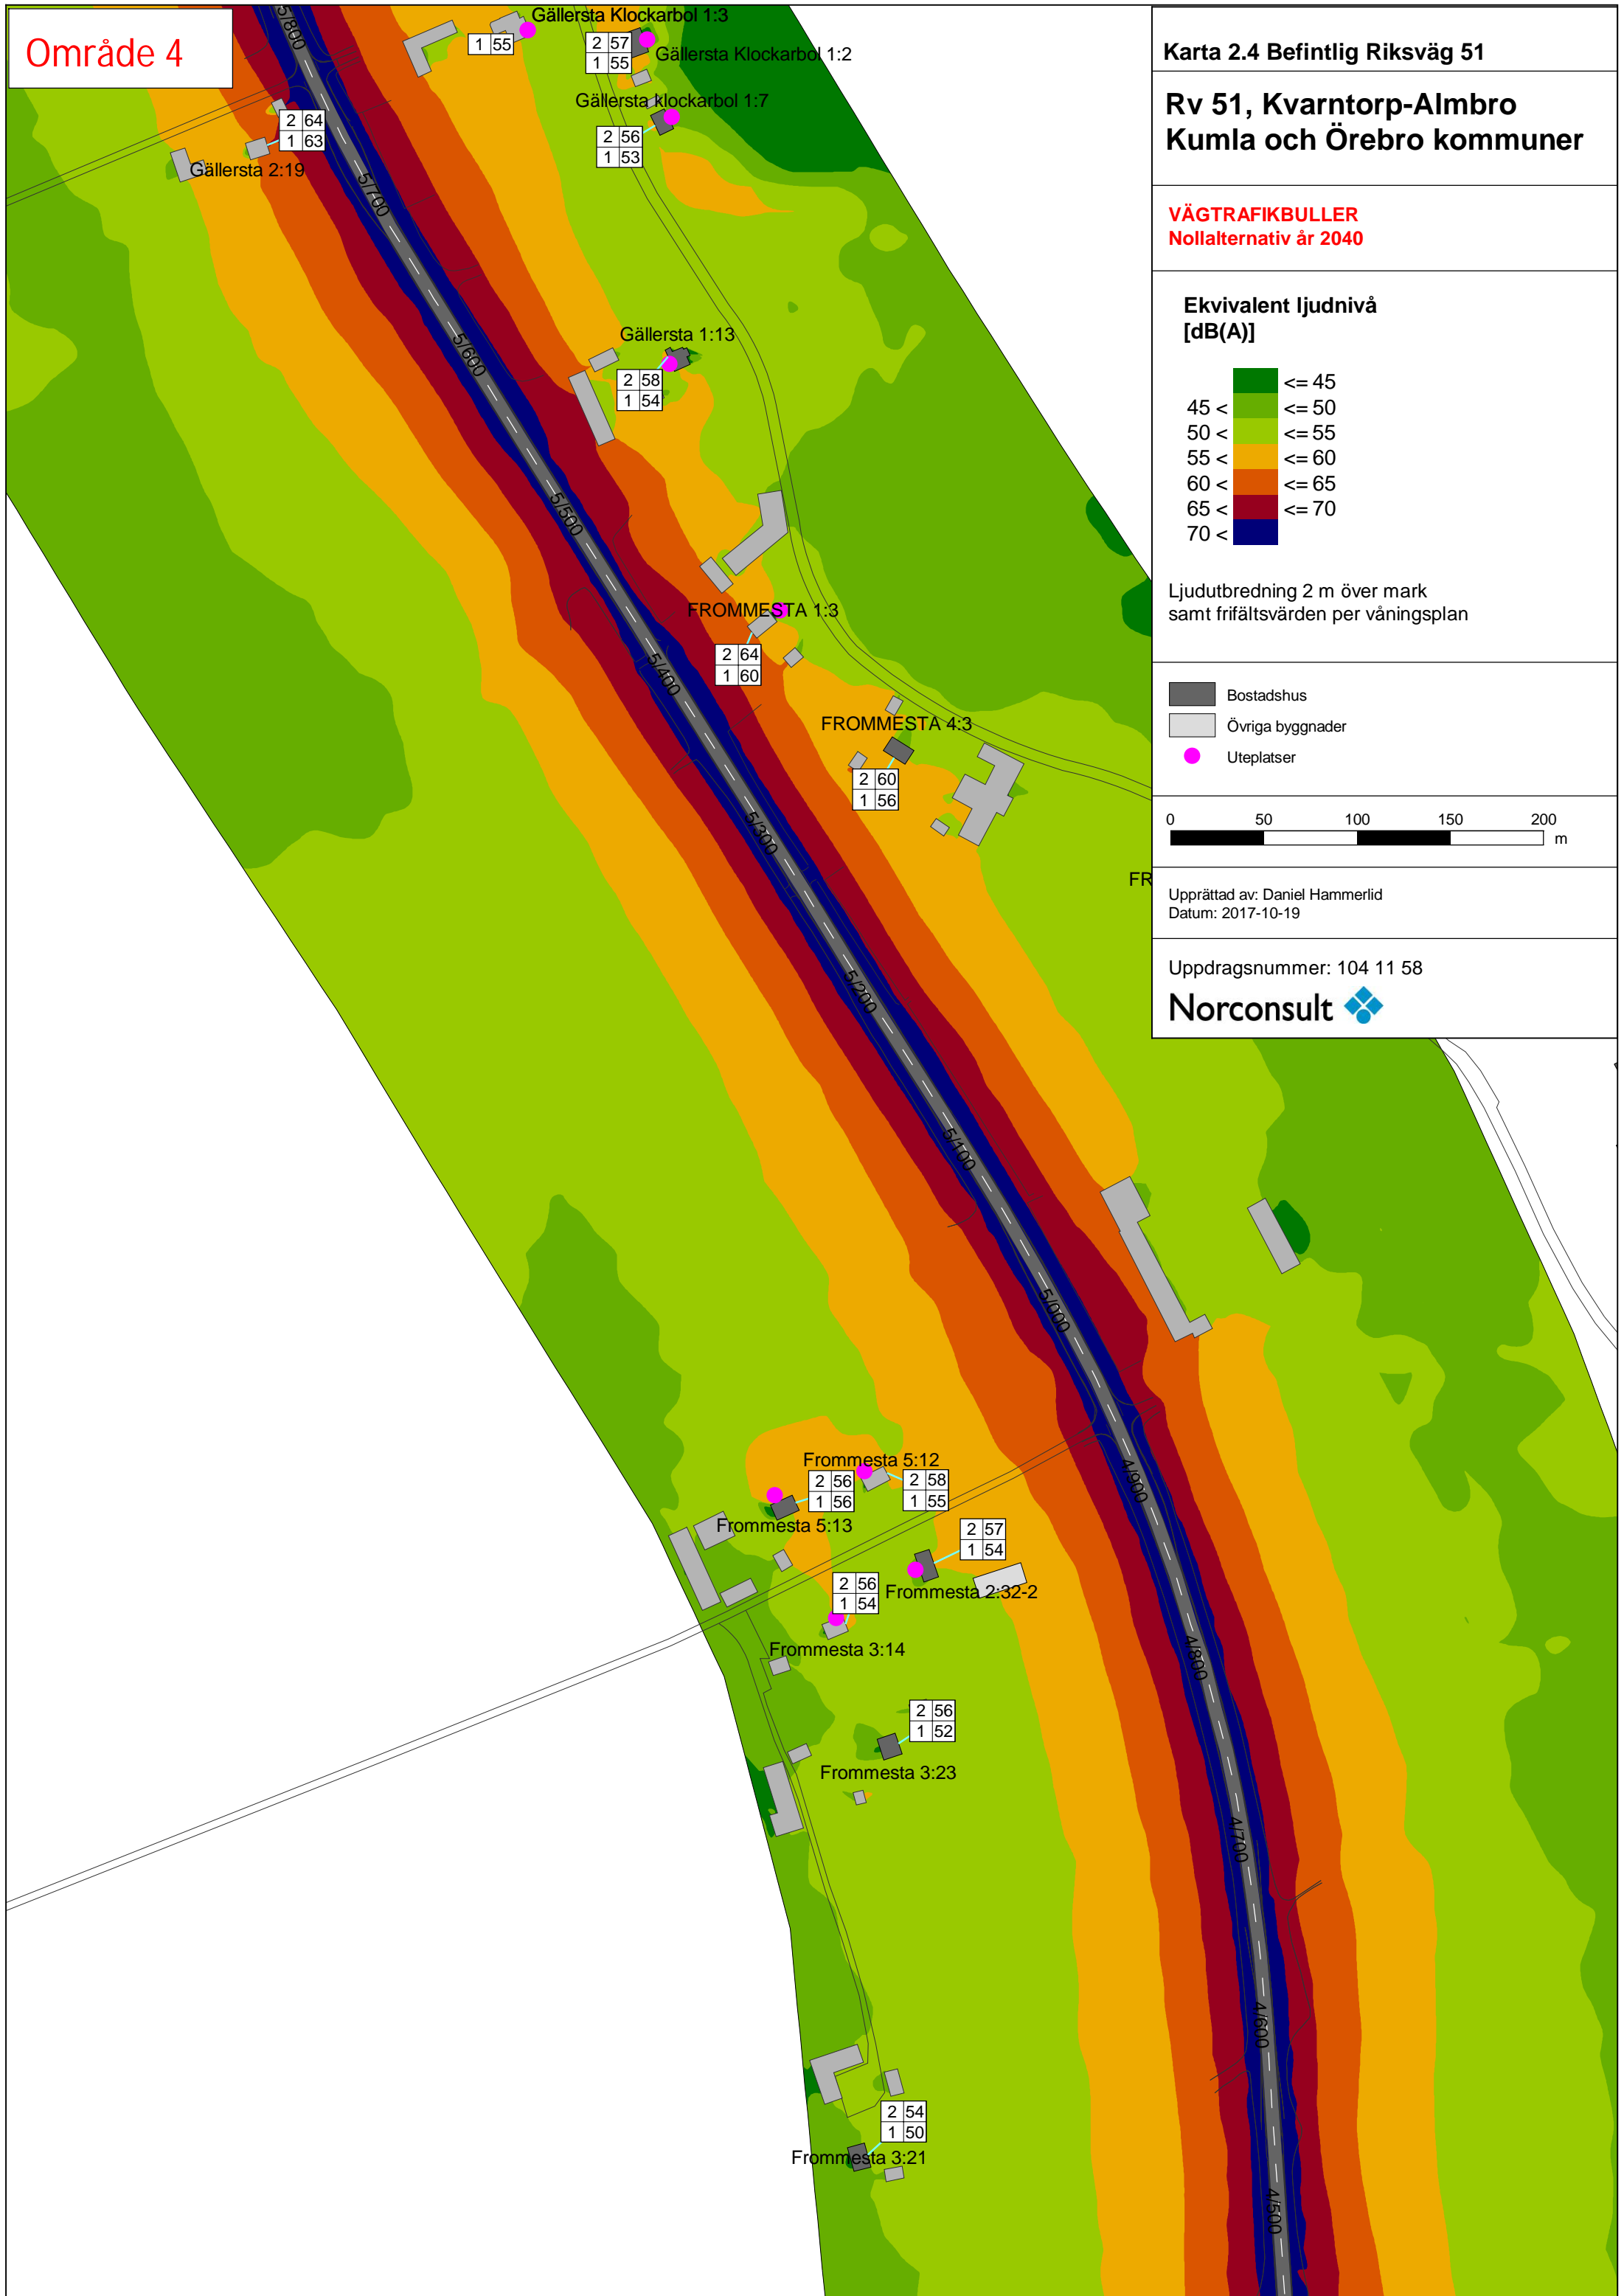 Område 4
Karta 2.4 Befintlig Riksväg 51
Rv 51, Kvarntorp-Almbro
Kumla och Örebro kommuner
VÄGTRAFIKBULLER
Nollalternativ år 2040
Ekvivalent ljudnivå
[dB(A)]
<= 45
45 < <= 50
50 < <= 55
55 < <= 60
60 < <= 65
65 < <= 70
70 <
Ljudutbredning 2 m över mark
samt frifältsvärden per våningsplan
Bostadshus
Övriga byggnader
Uteplatser
0 50 100 150 200
m
Upprättad av: Daniel Hammerlid
Datum: 2017-10-19
Uppdragsnummer: 104 11 58
Norconsult
5/800
Gällersta Klockarbol 1:3
1 55
2 57
1 55
Gällersta Klockarbol 1:2
Gällersta klockarbol 1:7
2 56
1 53
2 64
1 63
Gällersta 2:19
5/700
Gällersta 1:13
2 58
1 54
5/600
5/500
FROMMESTA 1:3
2 64
1 60
5/400
FROMMESTA 4:3
2 60
1 56
5/300
FR
5/200
5/100
5/000
Frommesta 5:12
2 56
1 56
2 58
1 55
4/900
Frommesta 5:13
2 57
1 54
Frommesta 2:32-2
2 56
1 54
Frommesta 3:14
4/800
2 56
1 52
Frommesta 3:23
4/700
4/600
2 54
1 50
Frommesta 3:21
4/500